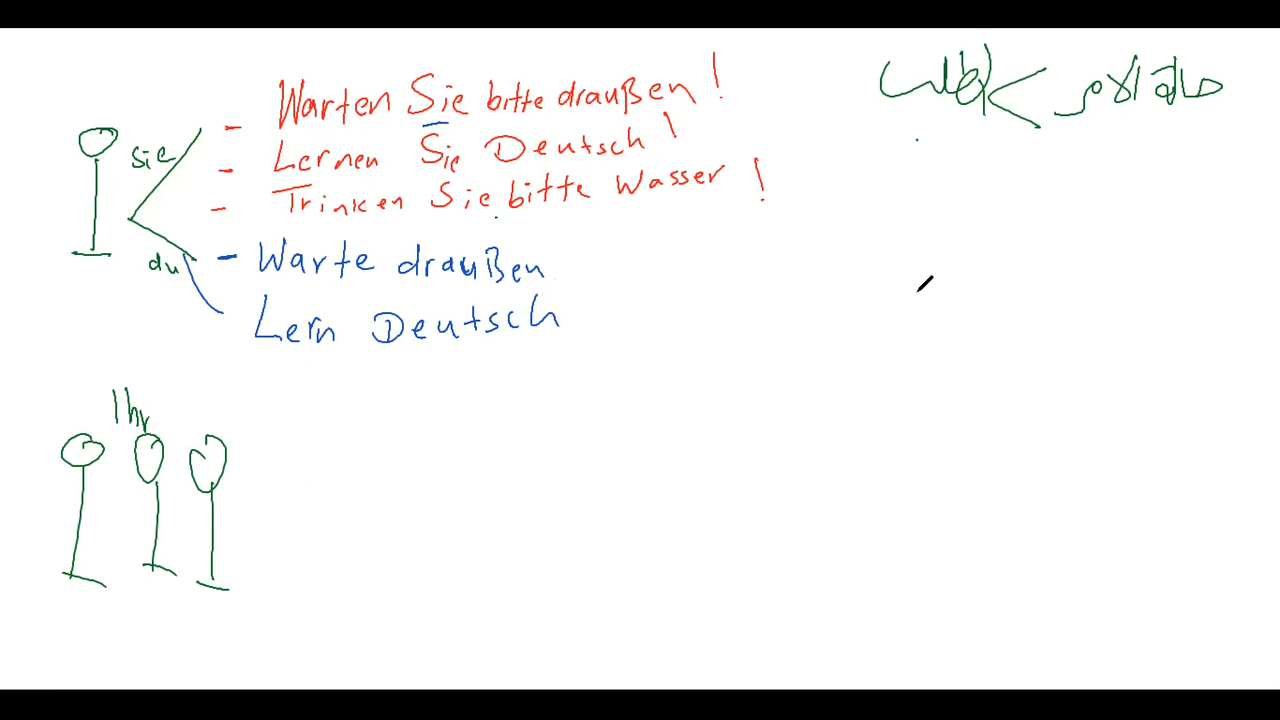 Warten Sie bitte draußen!
Sie - Lernen Sie Deutsch!
- Trinken Sie bitte Wasser!
du - Warte draußen
Lern Deutsch
Ihr